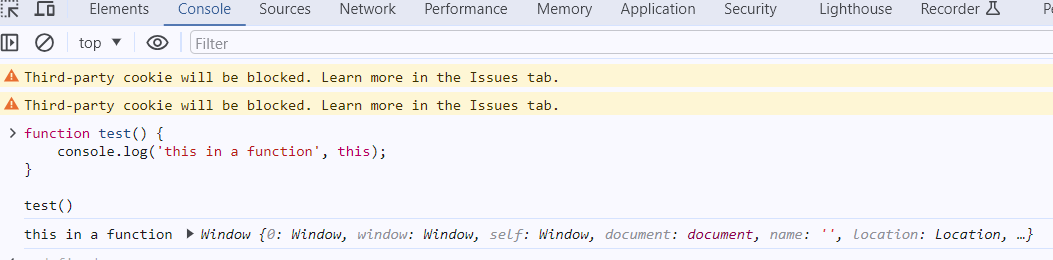 Elements Console Sources Network Performance Memory Application Security Lighthouse Recorder
top Filter
Third-party cookie will be blocked. Learn more in the Issues tab.
Third-party cookie will be blocked. Learn more in the Issues tab.
function test() {
console.log('this in a function', this);
}
test()
this in a function Window {0: Window, window: Window, self: Window, document: document, name: '', location: Location, …}